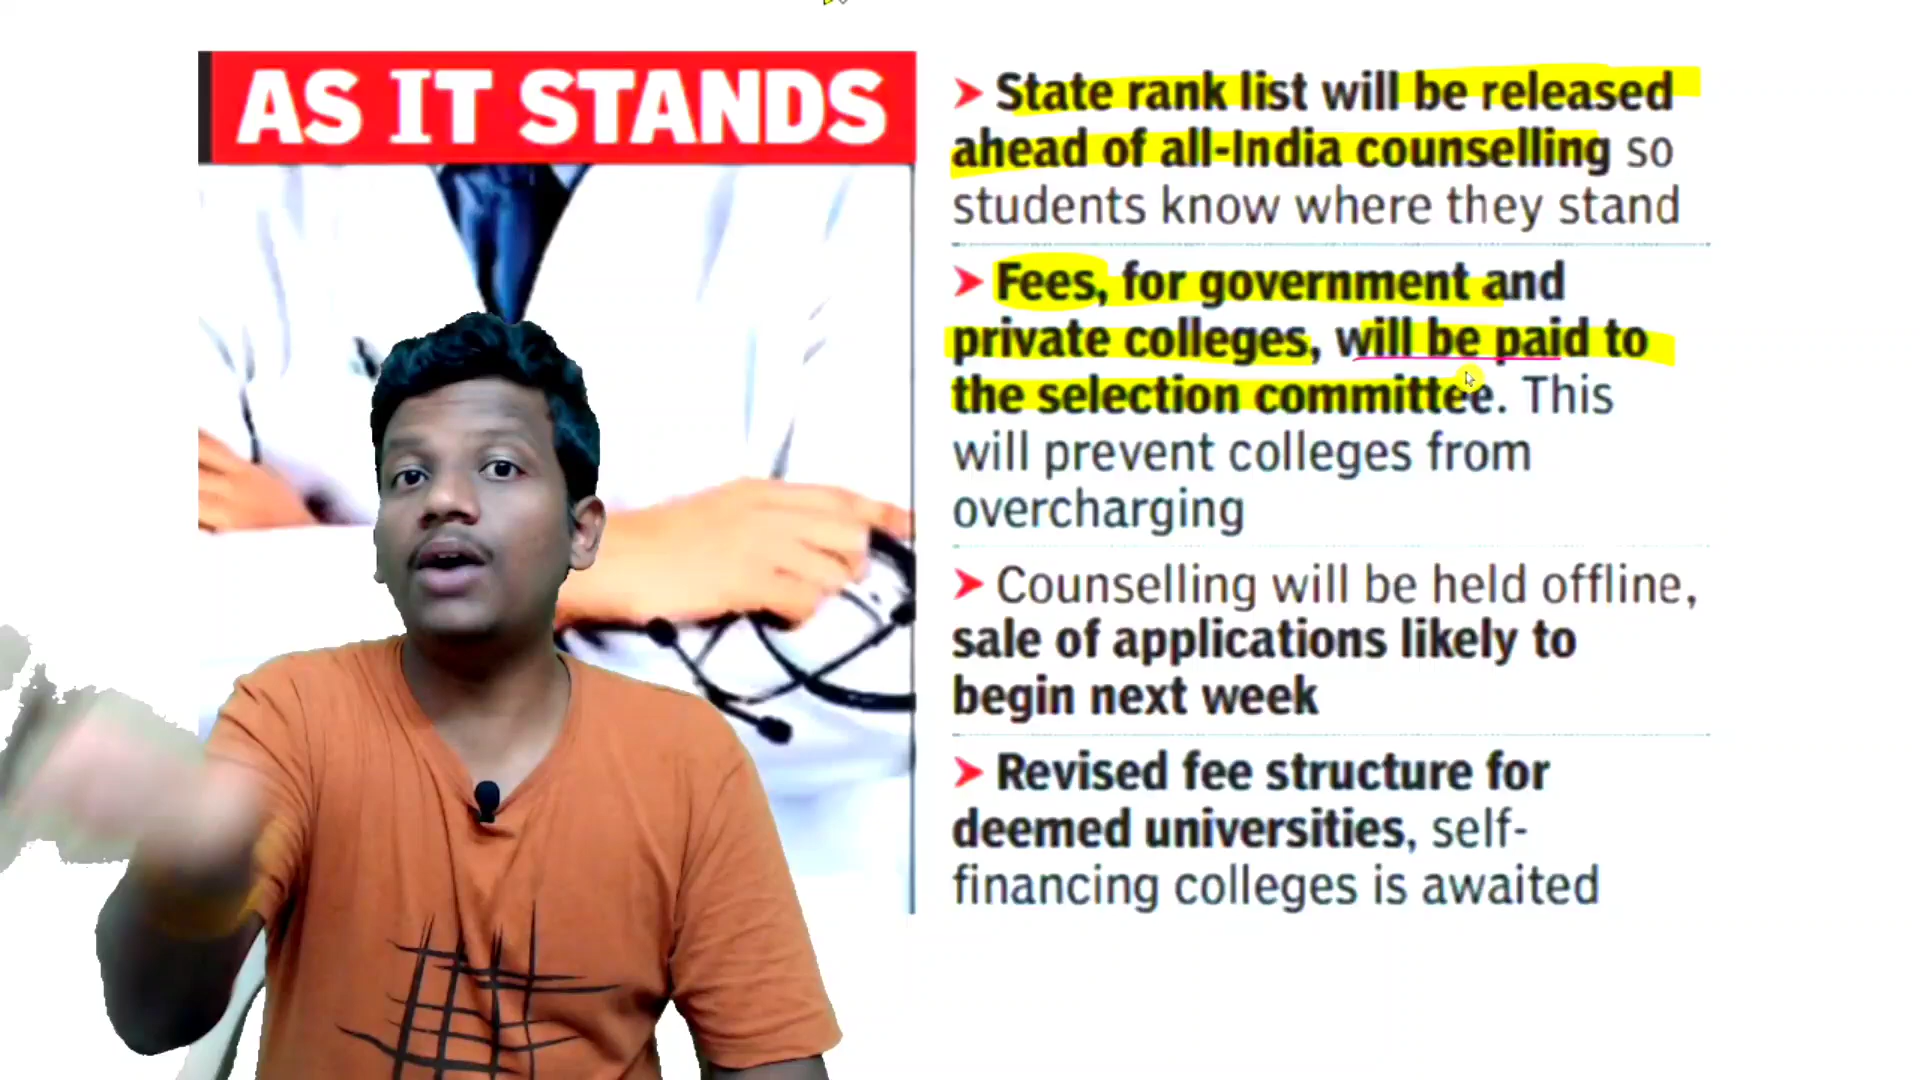 AS IT STANDS
➤ State rank list will be released
ahead of all-India counselling so
students know where they stand
➤ Fees, for government and
private colleges, will be paid to
the selection committee. This
will prevent colleges from
overcharging
➤ Counselling will be held offline,
sale of applications likely to
begin next week
➤ Revised fee structure for
deemed universities, self-
financing colleges is awaited